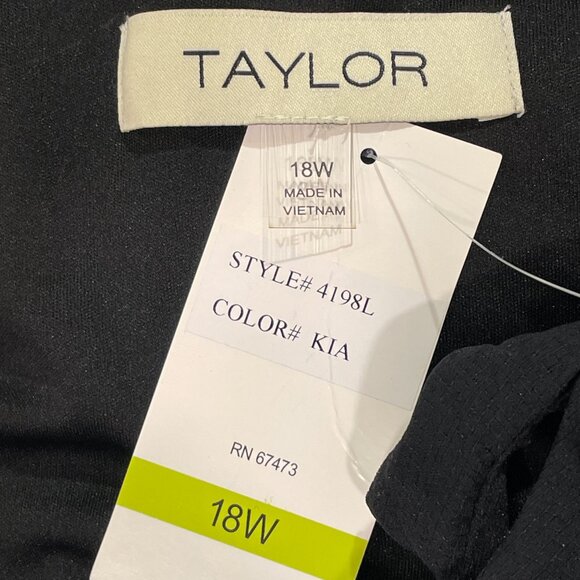 TAYLOR
18W
MADE IN
VIETNAM
STYLE# 4198L
COLOR# KIA
RN 67473
18W